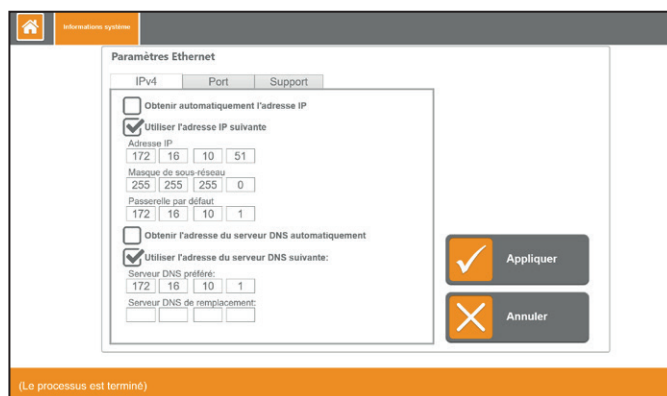 Informations système
Paramètres Ethernet
IPv4 Port Support
Obtenir automatiquement l'adresse IP
Utiliser l'adresse IP suivante
Adresse IP
172 16 10 51
Masque de sous-réseau
255 255 255 0
Passerelle par défaut
172 16 10 1
Obtenir l'adresse du serveur DNS automatiquement
Utiliser l'adresse du serveur DNS suivante:
Serveur DNS préféré:
172 16 10 1
Serveur DNS de remplacement:
Appliquer
Annuler
(Le processus est terminé)